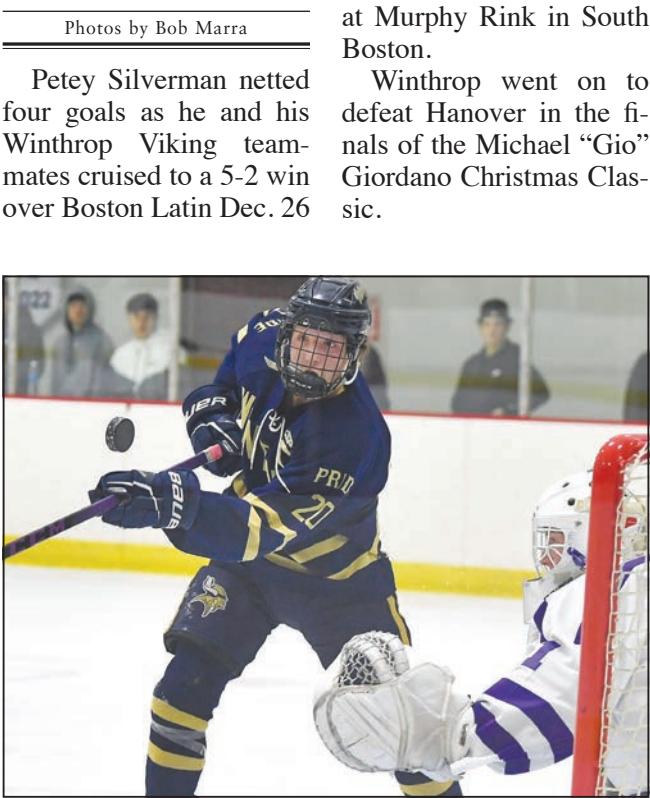 Photos by Bob Marra
Petey Silverman netted
four goals as he and his
Winthrop Viking team-
mates cruised to a 5-2 win
over Boston Latin Dec. 26
at Murphy Rink in South
Boston.
Winthrop went on to
defeat Hanover in the fi-
nals of the Michael “Gio”
Giordano Christmas Clas-
sic.
022
PRID
20
BAUER